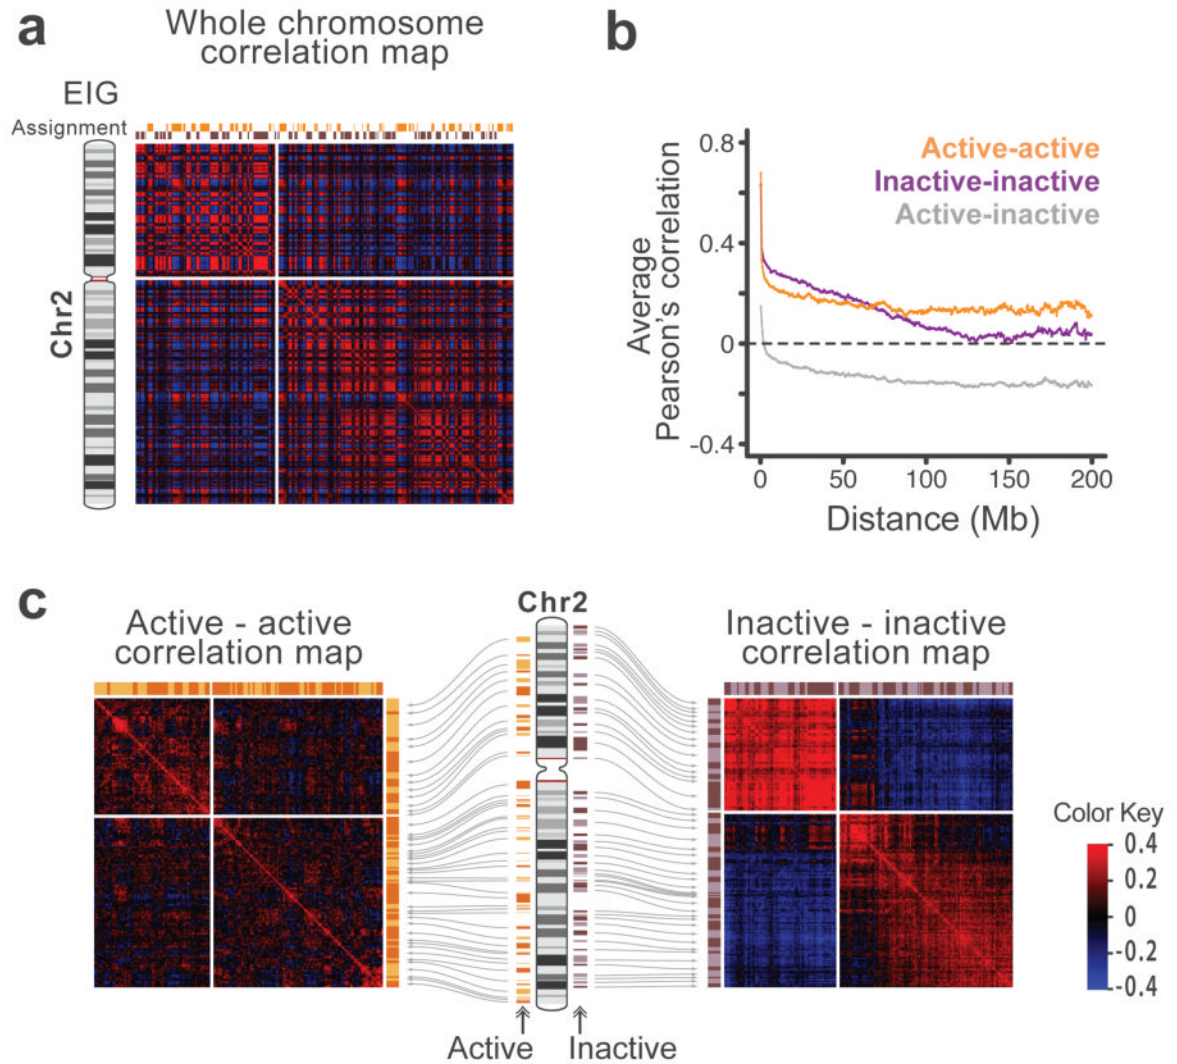 a
Whole chromosome
correlation map
EIG
Assignment
Chr2
b
0.8
0.4
0
-0.4
Average
Pearson's correlation
Active-active
Inactive-inactive
Active-inactive
0
50
100
150
200
Distance (Mb)
c
Active - active
correlation map
Chr2
Inactive - inactive
correlation map
Active
Inactive
Color Key
0.4
0.2
0
-0.2
-0.4